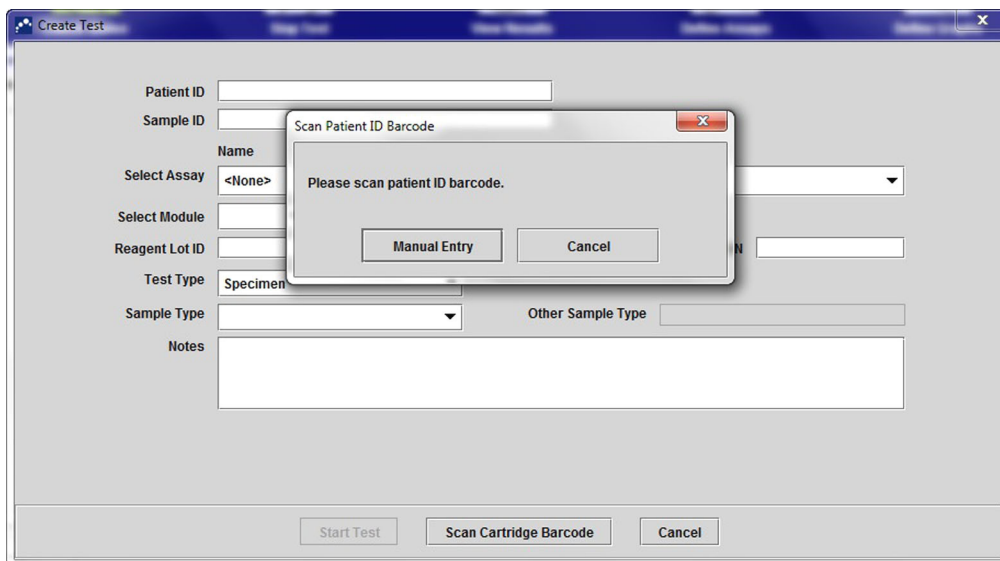 Create Test
Patient ID
Sample ID
Scan Patient ID Barcode
Name
Select Assay <None>
Please scan patient ID barcode.
Select Module
Manual Entry Cancel
Reagent Lot ID
Test Type Specimen
Sample Type Other Sample Type
Notes
Start Test Scan Cartridge Barcode Cancel